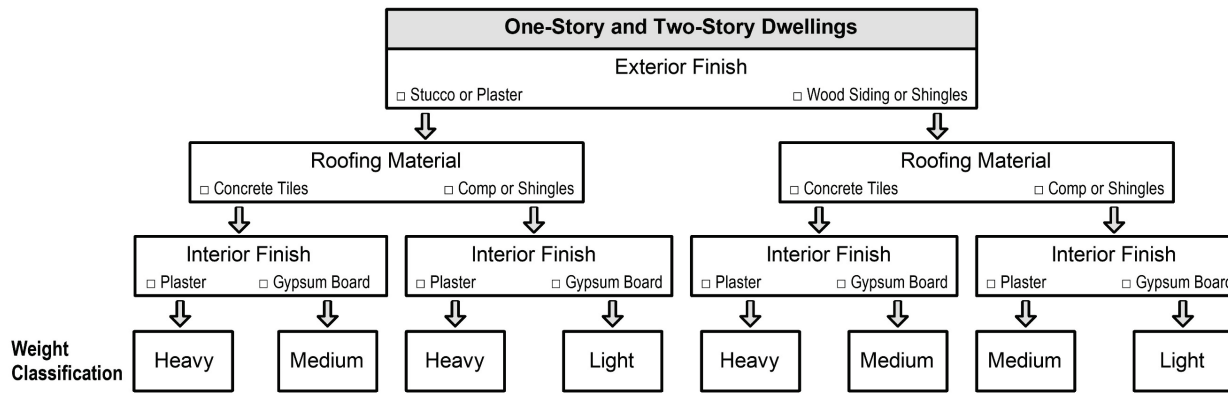 One-Story and Two-Story Dwellings
Exterior Finish
□ Stucco or Plaster □ Wood Siding or Shingles
Roofing Material Roofing Material
□ Concrete Tiles □ Comp or Shingles □ Concrete Tiles □ Comp or Shingles
Interior Finish Interior Finish Interior Finish Interior Finish
□ Plaster □ Gypsum Board □ Plaster □ Gypsum Board □ Plaster □ Gypsum Board □ Plaster □ Gypsum Board
Weight
Classification
Heavy Medium Heavy Light Heavy Medium Medium Light